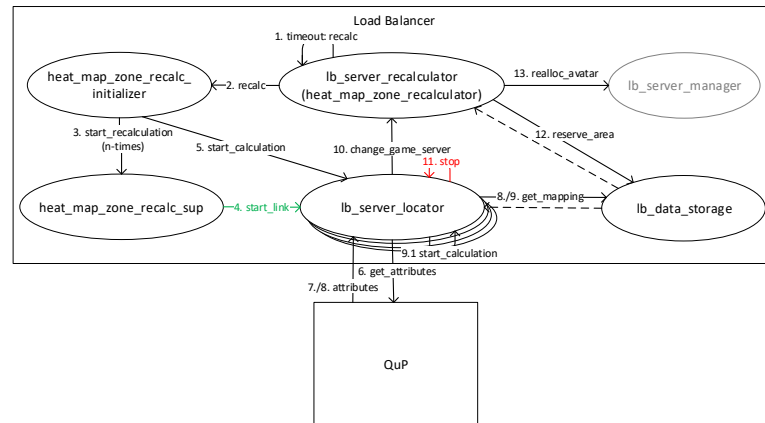 Load Balancer
1. timeout: recalc
heat_map_zone_recalc_
initializer
2. recalc
lb_server_recalculator
(heat_map_zone_recalculator)
13. realloc_avatar
lb_server_manager
3. start_recalculation
(n-times)
5. start_calculation
10. change_game_server
12. reserve_area
11. stop
heat_map_zone_recalc_sup
4. start_link
lb_server_locator
8./9. get_mapping
lb_data_storage
9.1 start_calculation
6. get_attributes
7./8. attributes
QuP